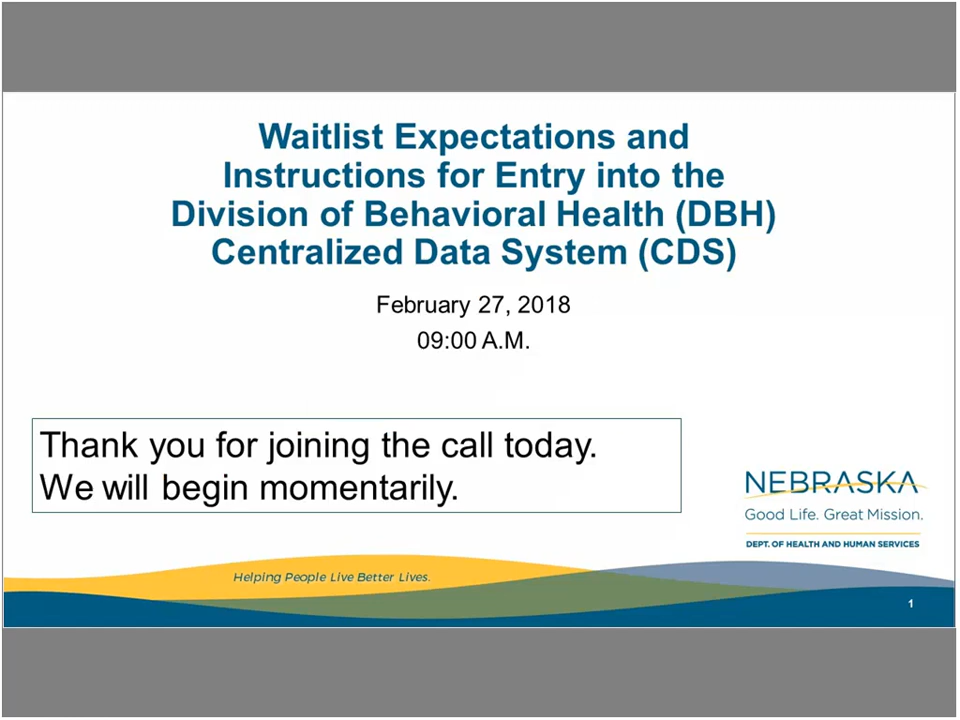 Waitlist Expectations and
Instructions for Entry into the
Division of Behavioral Health (DBH)
Centralized Data System (CDS)
February 27, 2018
09:00 A.M.
Thank you for joining the call today.
We will begin momentarily.
NEBRASKA
Good Life. Great Mission.
DEPT. OF HEALTH AND HUMAN SERVICES
Helping People Live Better Lives.
1